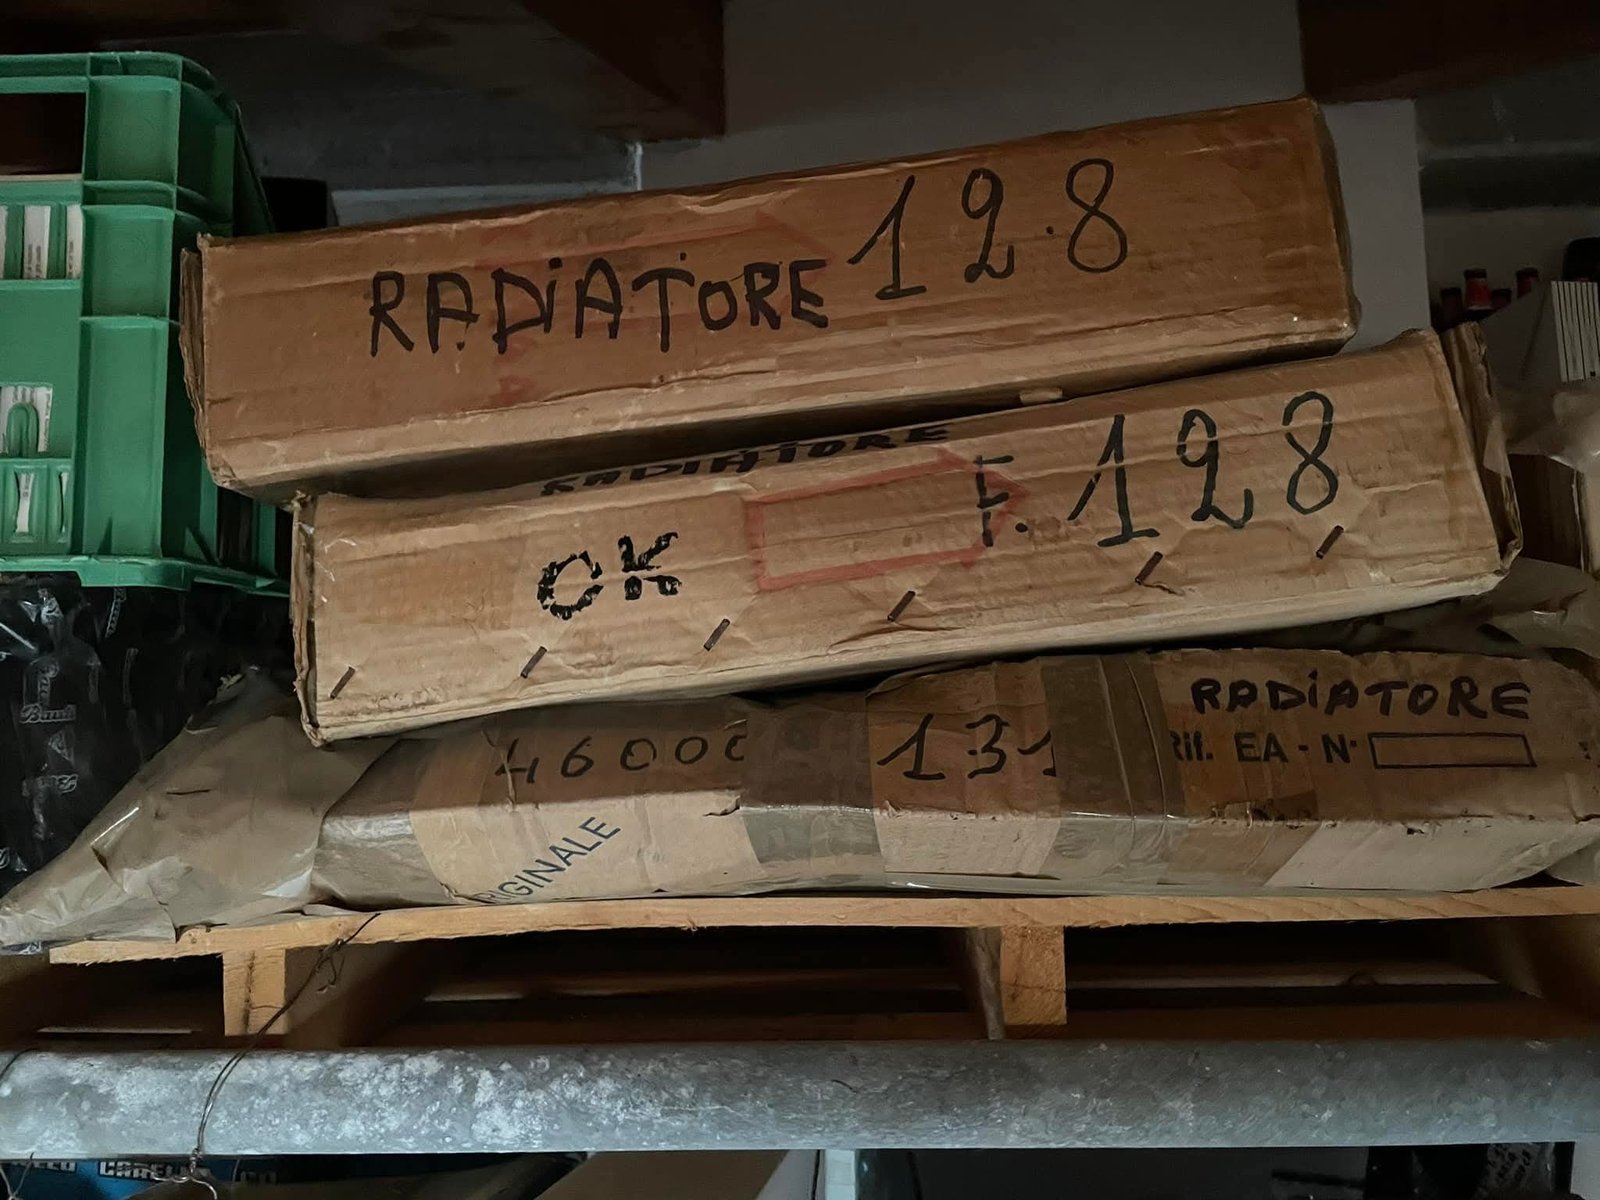 RADIATORE 128
RADIATORE
OK F. 128
RADIATORE
46000 131
Rif. EA - N°
ORIGINALE